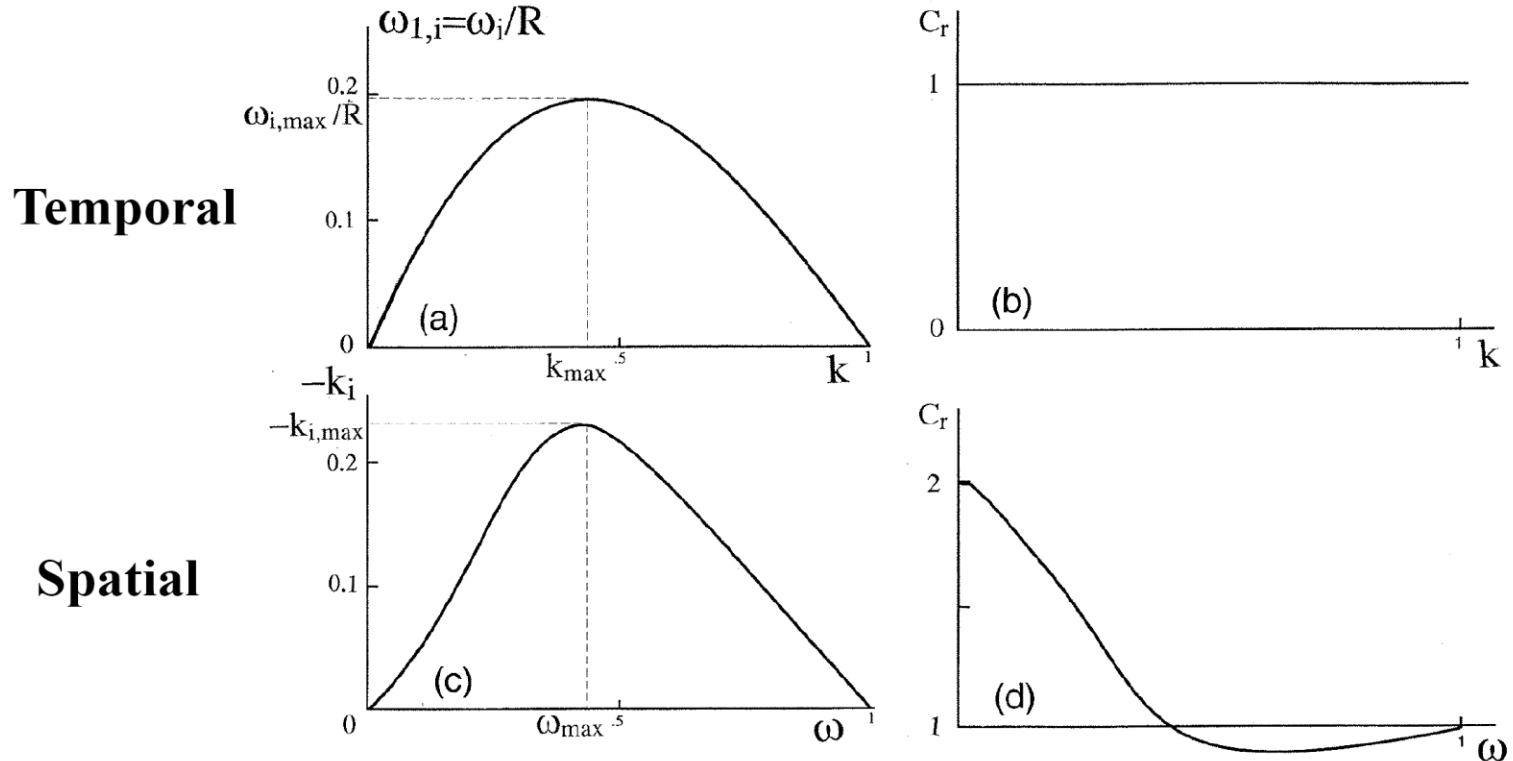 Temporal
ω1,i=ωi/R
0.2
ωi,max/R
0.1
0
(a)
kmax
.5
k
1
Cr
1
0
(b)
1
k
Spatial
−ki
−ki,max
0.2
0.1
0
(c)
ωmax
.5
ω
1
Cr
2
1
(d)
1
ω